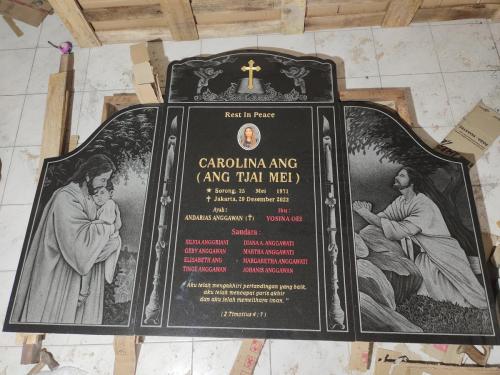 Rest In Peace
CAROLINA ANG
( ANG TJAI MEI )
★ Sorong, 25 Mei 1971
✝ Jakarta, 20 Desember 2022
Ayah : Ibu :
ANDARIAS ANGGAWAN (✝) YOSINA OEI
Saudara :
SILVIA ANGGRIANI DIANA A. ANGGAWATI
GEBY ANGGAWAN MARTHA ANGGAWATI
ELISABETH ANG MARGARETHA ANGGAWATI
TINGE ANGGAWAN JOHANIS ANGGAWAN
"Aku telah mengakhiri pertandingan yang baik,
aku telah mencapai garis akhir
dan aku telah memelihara iman."
( 2 Timotius 4 : 7 )